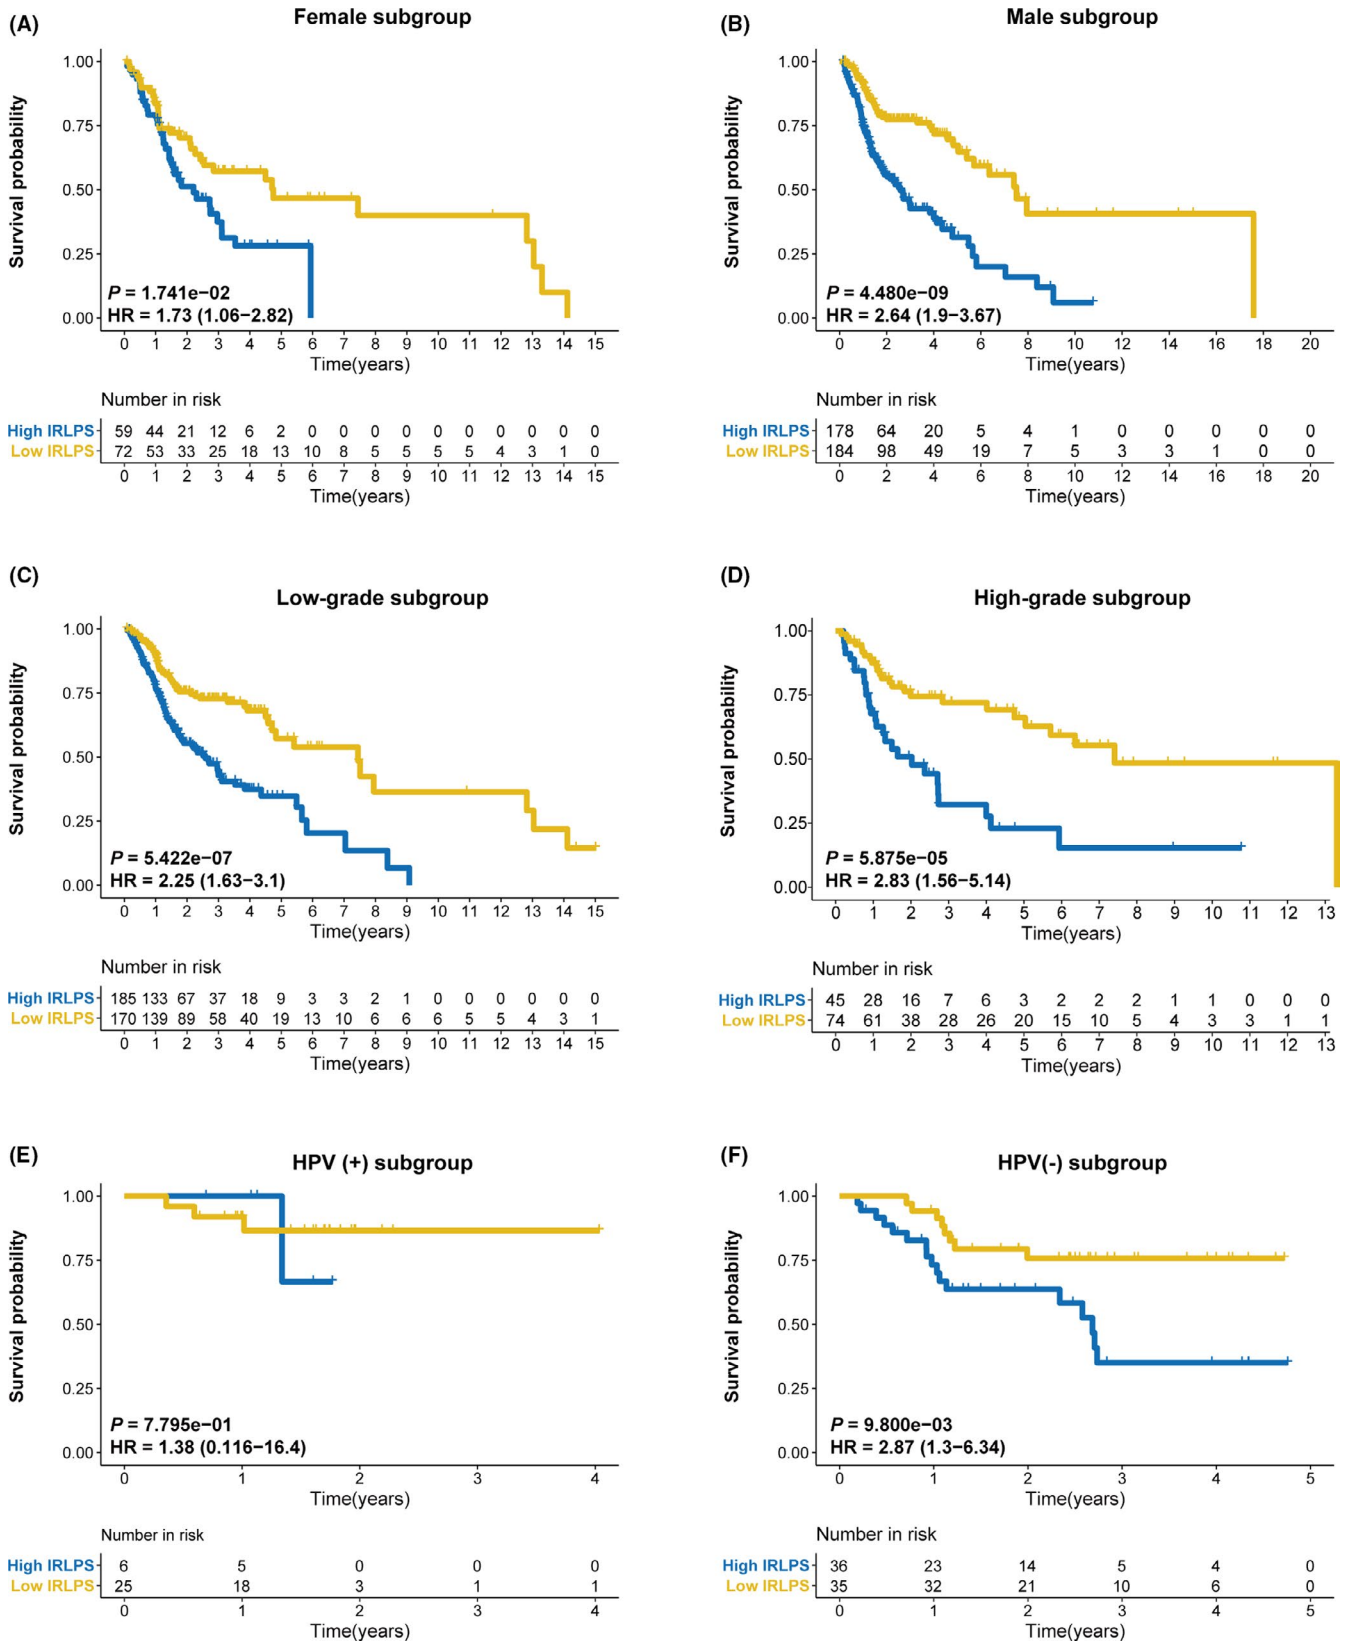 (A)
Female subgroup
Survival probability
1.00
0.75
0.50
0.25
0.00
P = 1.741e−02
HR = 1.73 (1.06−2.82)
0 1 2 3 4 5 6 7 8 9 10 11 12 13 14 15
Time(years)
Number in risk
High IRLPS 59 44 21 12 6 2 0 0 0 0 0 0 0 0 0 0
Low IRLPS 72 53 33 25 18 13 10 8 5 5 5 5 4 3 1 0
0 1 2 3 4 5 6 7 8 9 10 11 12 13 14 15
Time(years)
(B)
Male subgroup
Survival probability
1.00
0.75
0.50
0.25
0.00
P = 4.480e−09
HR = 2.64 (1.9−3.67)
0 2 4 6 8 10 12 14 16 18 20
Time(years)
Number in risk
High IRLPS 178 64 20 5 4 1 0 0 0 0 0
Low IRLPS 184 98 49 19 7 5 3 3 1 0 0
0 2 4 6 8 10 12 14 16 18 20
Time(years)
(C)
Low-grade subgroup
Survival probability
1.00
0.75
0.50
0.25
0.00
P = 5.422e−07
HR = 2.25 (1.63−3.1)
0 1 2 3 4 5 6 7 8 9 10 11 12 13 14 15
Time(years)
Number in risk
High IRLPS 185 133 67 37 18 9 3 3 2 1 0 0 0 0 0 0
Low IRLPS 170 139 89 58 40 19 13 10 6 6 6 5 5 4 3 1
0 1 2 3 4 5 6 7 8 9 10 11 12 13 14 15
Time(years)
(D)
High-grade subgroup
Survival probability
1.00
0.75
0.50
0.25
0.00
P = 5.875e−05
HR = 2.83 (1.56−5.14)
0 1 2 3 4 5 6 7 8 9 10 11 12 13
Time(years)
Number in risk
High IRLPS 45 28 16 7 6 3 2 2 2 1 1 0 0 0
Low IRLPS 74 61 38 28 26 20 15 10 5 4 3 3 1 1
0 1 2 3 4 5 6 7 8 9 10 11 12 13
Time(years)
(E)
HPV (+) subgroup
Survival probability
1.00
0.75
0.50
0.25
0.00
P = 7.795e−01
HR = 1.38 (0.116−16.4)
0 1 2 3 4
Time(years)
Number in risk
High IRLPS 6 5 0 0 0
Low IRLPS 25 18 3 1 1
0 1 2 3 4
Time(years)
(F)
HPV(-) subgroup
Survival probability
1.00
0.75
0.50
0.25
0.00
P = 9.800e−03
HR = 2.87 (1.3−6.34)
0 1 2 3 4 5
Time(years)
Number in risk
High IRLPS 36 23 14 5 4 0
Low IRLPS 35 32 21 10 6 0
0 1 2 3 4 5
Time(years)